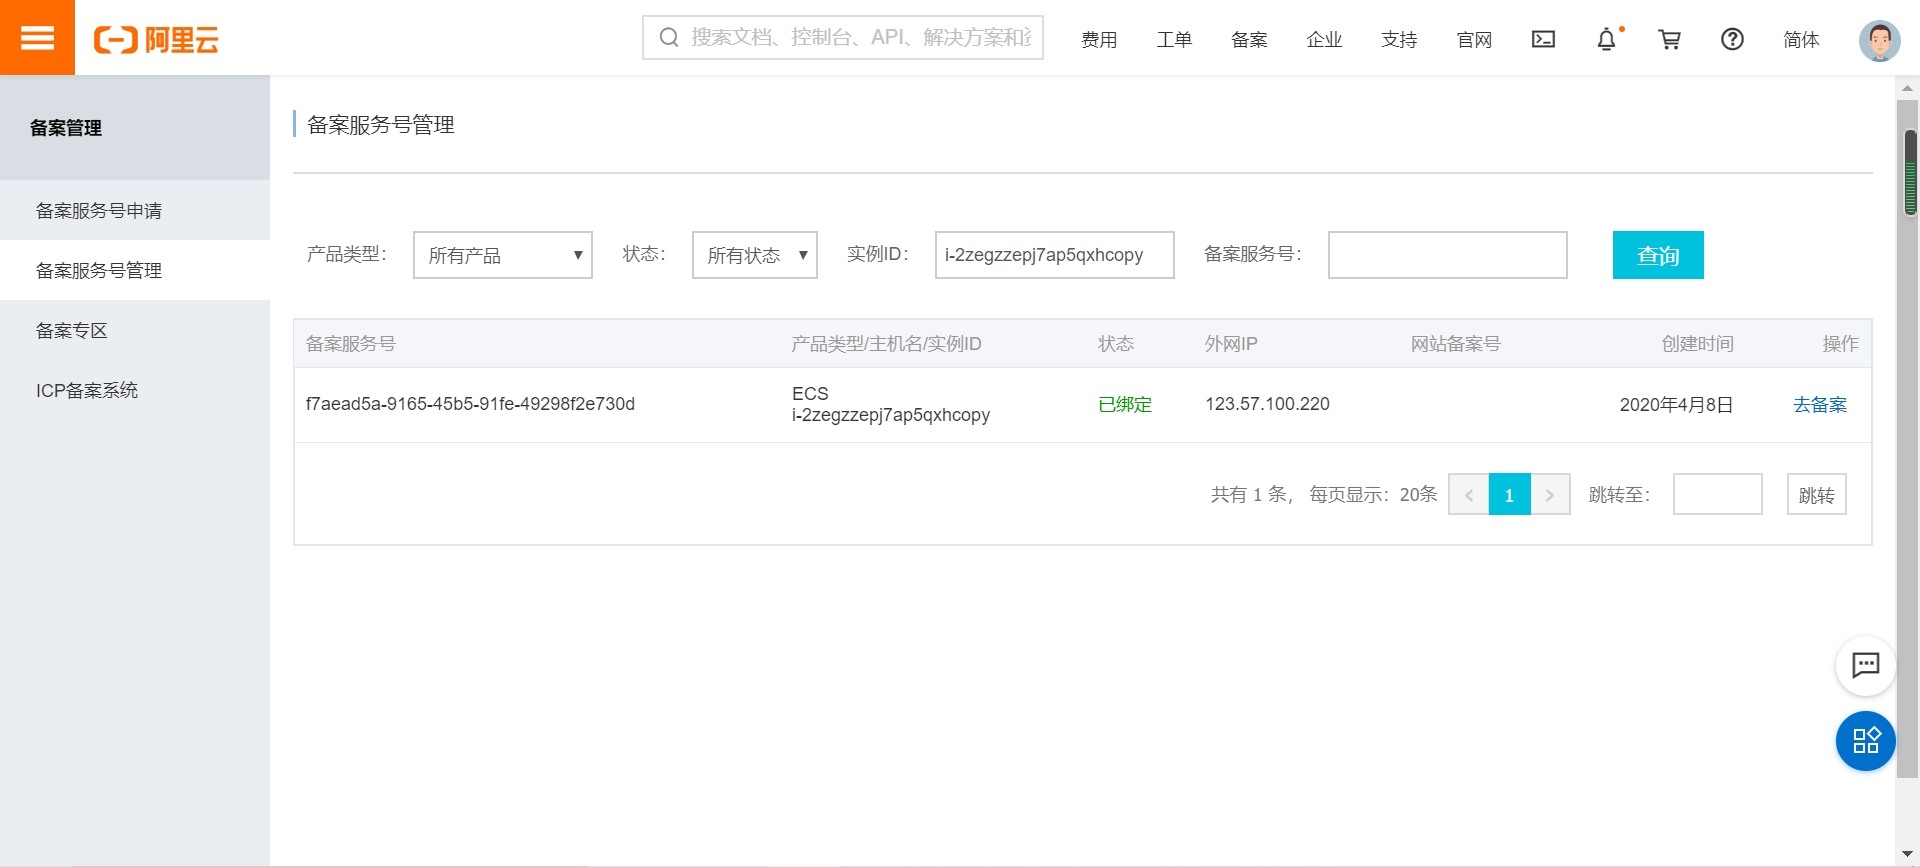 阿里云
搜索文档、控制台、API、解决方案和
费用
工单
备案
企业
支持
官网
简体
备案管理
备案服务号申请
备案服务号管理
备案专区
ICP备案系统
备案服务号管理
产品类型：
所有产品
状态：
所有状态
实例ID：
i-2zegzzepj7ap5qxhcopy
备案服务号：
查询
备案服务号
产品类型/主机名/实例ID
状态
外网IP
网站备案号
创建时间
操作
f7aead5a-9165-45b5-91fe-49298f2e730d
ECS
i-2zegzzepj7ap5qxhcopy
已绑定
123.57.100.220
2020年4月8日
去备案
共有 1 条， 每页显示：20条
1
跳转至：
跳转